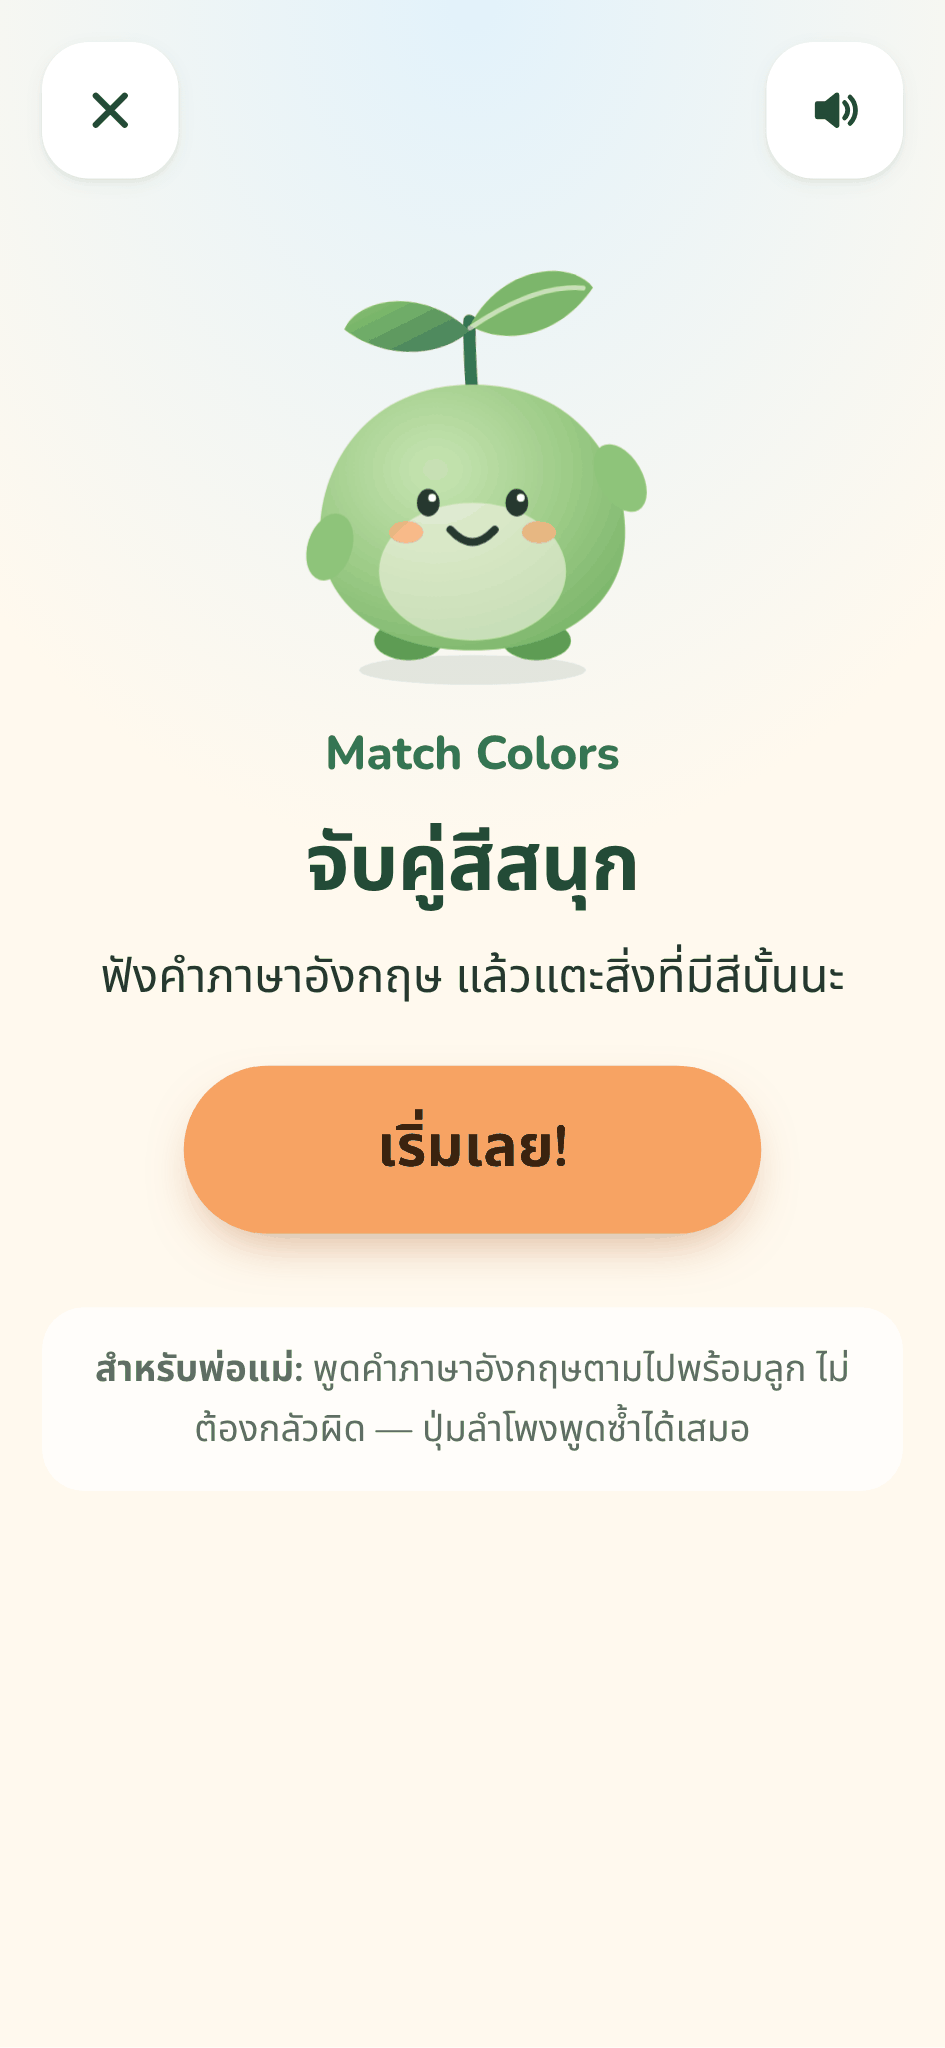 Match Colors
จับคู่สีสนุก
ฟังคำภาษาอังกฤษ แล้วแตะสิ่งที่มีสีนั้นนะ
เริ่มเลย!
สำหรับพ่อแม่: พูดคำภาษาอังกฤษตามไปพร้อมลูก ไม่
ต้องกลัวผิด — ปุ่มลำโพงพูดซ้ำได้เสมอ